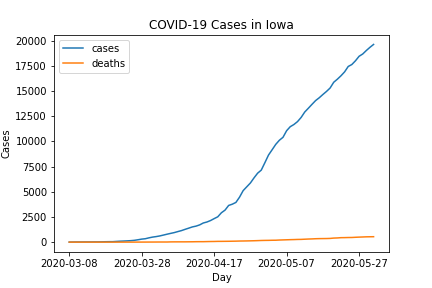 COVID-19 Cases in Iowa
cases
deaths
20000
17500
15000
12500
10000
7500
5000
2500
0
Cases
2020-03-08 2020-03-28 2020-04-17 2020-05-07 2020-05-27
Day